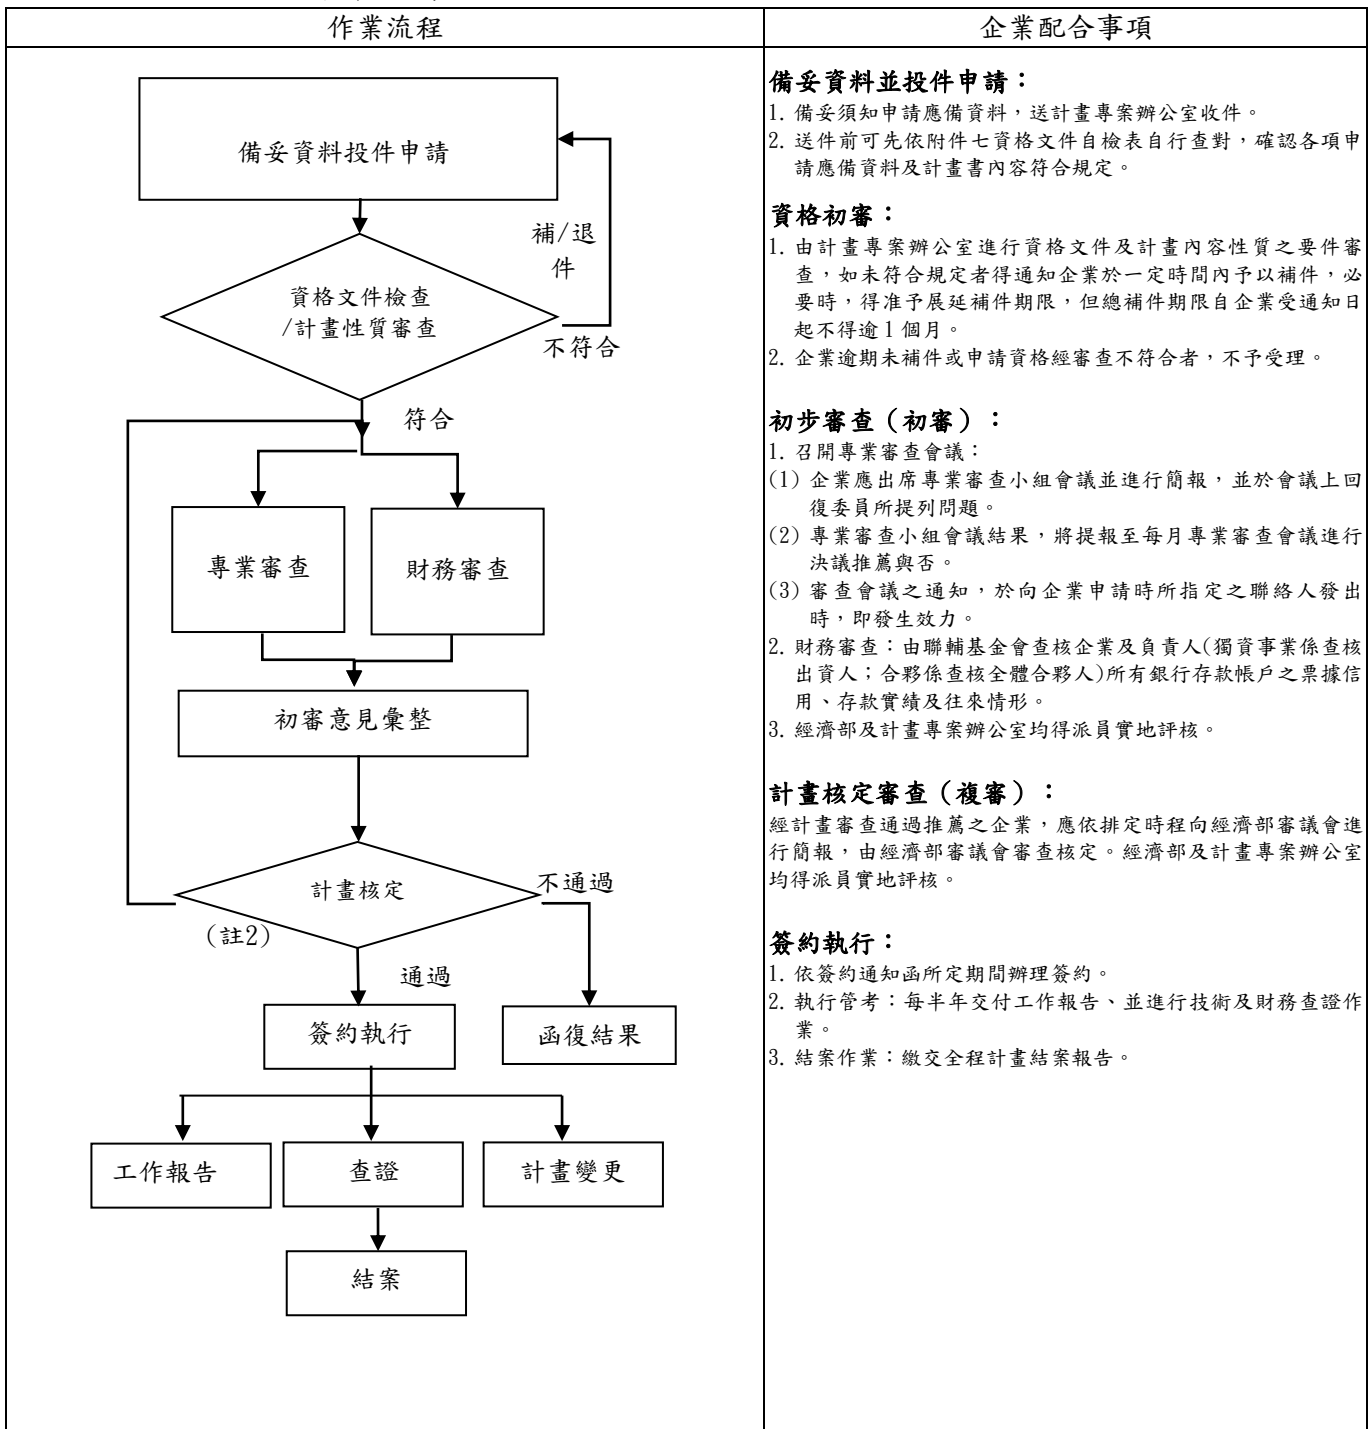 作業流程
企業配合事項
備妥資料投件申請
補/退
件
資格文件檢查
/計畫性質審查
不符合
符合
專業審查
財務審查
初審意見彙整
計畫核定
不通過
(註2)
通過
簽約執行
函復結果
工作報告
查證
計畫變更
結案
備妥資料並投件申請：
1. 備妥須知申請應備資料，送計畫專案辦公室收件。
2. 送件前可先依附件七資格文件自檢表自行查對，確認各項申
請應備資料及計畫書內容符合規定。
資格初審：
1. 由計畫專案辦公室進行資格文件及計畫內容性質之要件審
查，如未符合規定者得通知企業於一定時間內予以補件，必
要時，得准予展延補件期限，但總補件期限自企業受通知日
起不得逾1個月。
2. 企業逾期未補件或申請資格經審查不符合者，不予受理。
初步審查（初審）：
1. 召開專業審查會議：
(1) 企業應出席專業審查小組會議並進行簡報，並於會議上回
復委員所提列問題。
(2) 專業審查小組會議結果，將提報至每月專業審查會議進行
決議推薦與否。
(3) 審查會議之通知，於向企業申請時所指定之聯絡人發出
時，即發生效力。
2. 財務審查：由聯輔基金會查核企業及負責人(獨資事業係查核
出資人；合夥係查核全體合夥人)所有銀行存款帳戶之票據信
用、存款實績及往來情形。
3. 經濟部及計畫專案辦公室均得派員實地評核。
計畫核定審查（複審）：
經計畫審查通過推薦之企業，應依排定時程向經濟部審議會進
行簡報，由經濟部審議會審查核定。經濟部及計畫專案辦公室
均得派員實地評核。
簽約執行：
1. 依簽約通知函所定期間辦理簽約。
2. 執行管考：每半年交付工作報告、並進行技術及財務查證作
業。
3. 結案作業：繳交全程計畫結案報告。